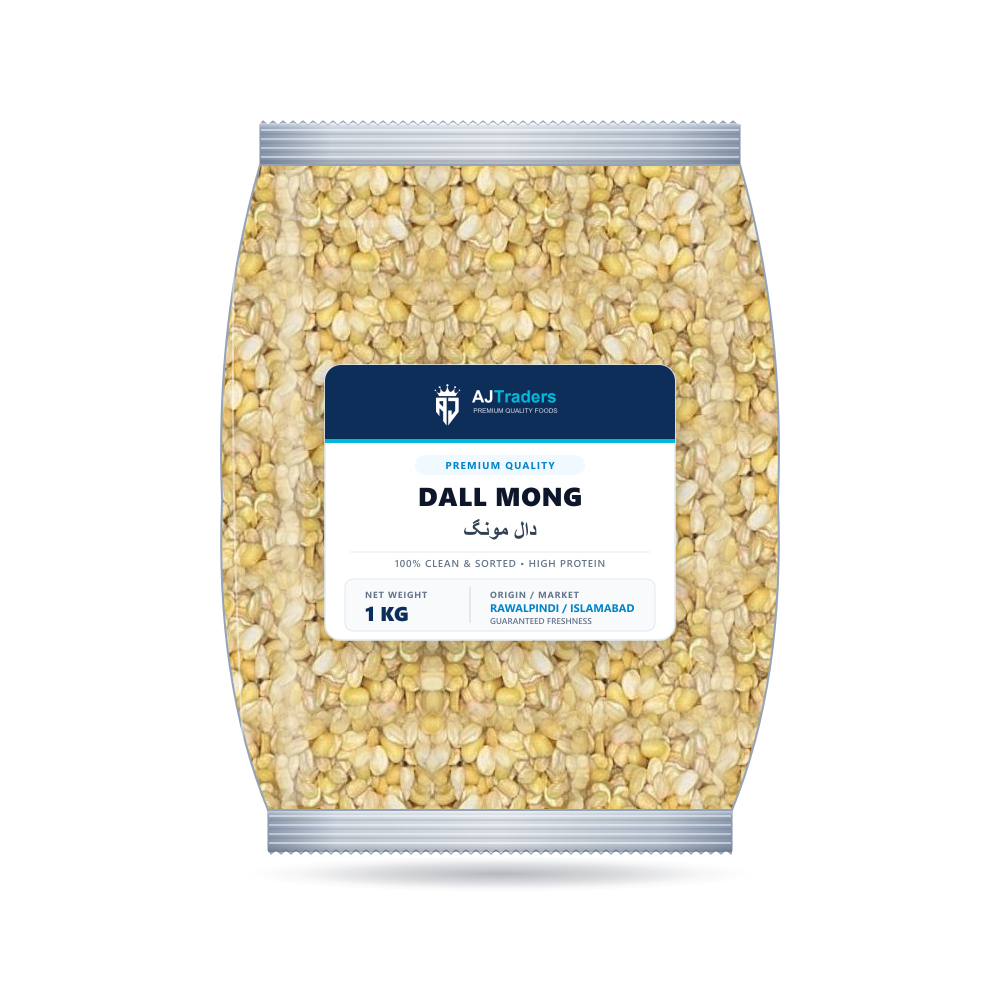 AJTraders
PREMIUM QUALITY FOODS
PREMIUM QUALITY
DALL MONG
دال مونگ
100% CLEAN & SORTED • HIGH PROTEIN
NET WEIGHT
1 KG
ORIGIN / MARKET
RAWALPINDI / ISLAMABAD
GUARANTEED FRESHNESS